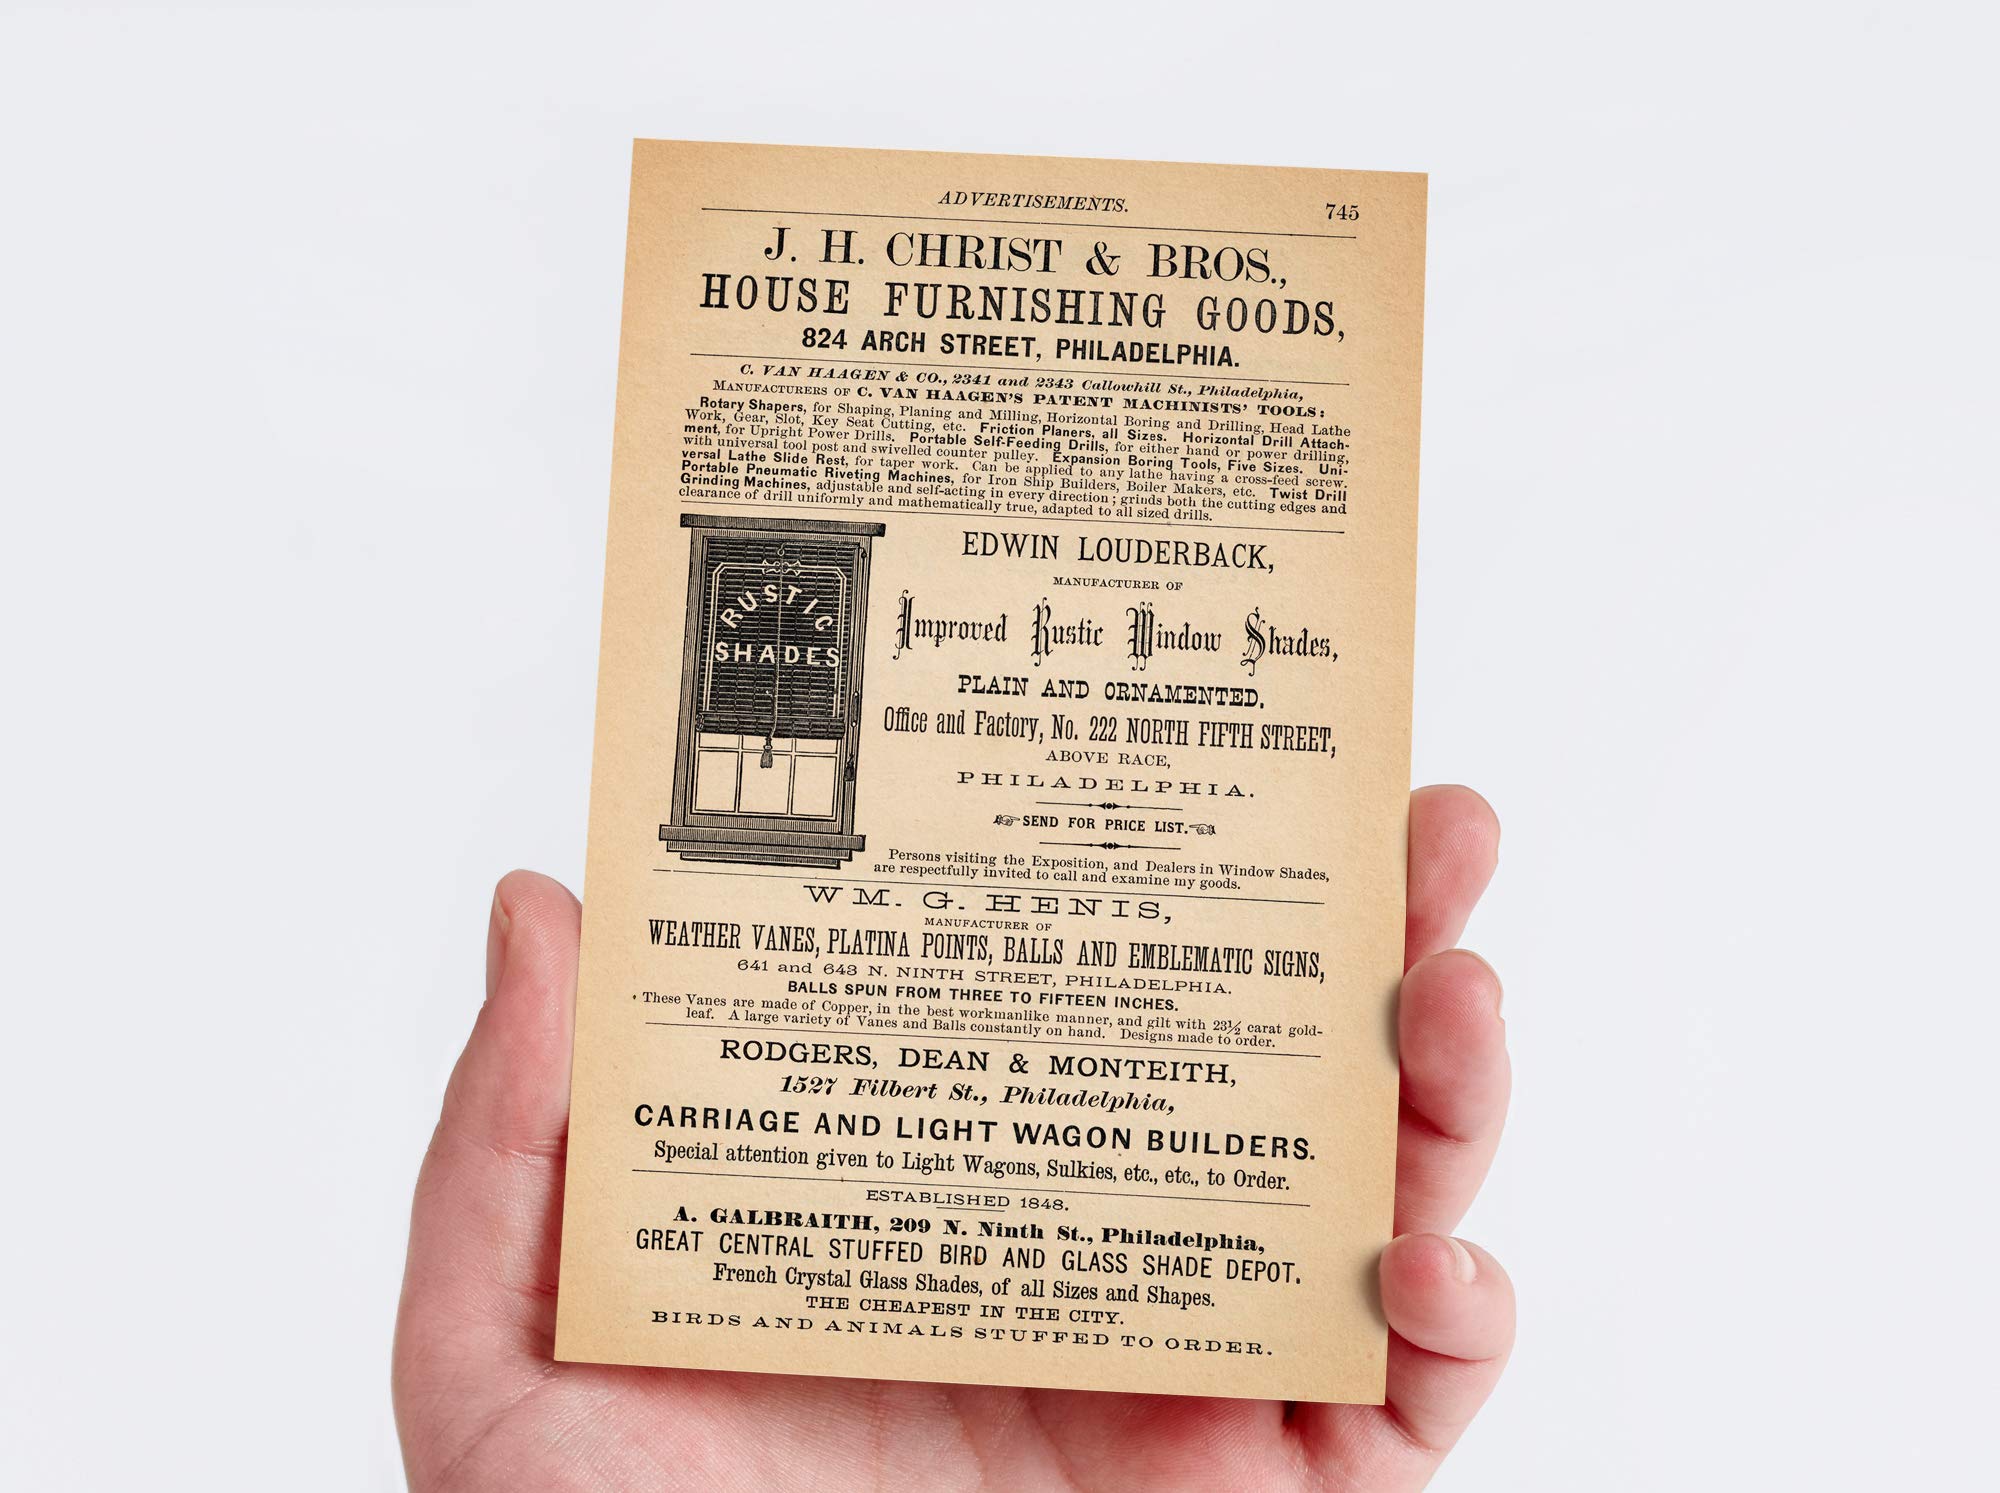 ADVERTISEMENTS. 745
J. H. CHRIST & BROS.,
HOUSE FURNISHING GOODS,
824 ARCH STREET, PHILADELPHIA.
C. VAN HAAGEN & CO., 2341 and 2343 Callowhill St., Philadelphia,
MANUFACTURERS OF C. VAN HAAGEN'S PATENT MACHINISTS' TOOLS:
Rotary Shapers, for Shaping, Planing and Milling, Horizontal Boring and Drilling, Head Lathe
Work, Gear, Slot, Key Seat Cutting, etc. Friction Planers, all Sizes. Horizontal Drill Attach-
ment, for Upright Power Drills. Portable Self-Feeding Drills, for either hand or power drilling,
with universal tool post and swivelled counter pulley. Expansion Boring Tools, Five Sizes. Uni-
versal Lathe Slide Rest, for taper work. Can be applied to any lathe having a cross-feed screw.
Portable Pneumatic Riveting Machines, for Iron Ship Builders, Boiler Makers, etc. Twist Drill
Grinding Machines, adjustable and self-acting in every direction; grinds both the cutting edges and
clearance of drill uniformly and mathematically true, adapted to all sized drills.
RUSTIC
SHADES
EDWIN LOUDERBACK,
MANUFACTURER OF
Improved Rustic Window Shades,
PLAIN AND ORNAMENTED.
Office and Factory, No. 222 NORTH FIFTH STREET,
ABOVE RACE,
PHILADELPHIA.
SEND FOR PRICE LIST.
Persons visiting the Exposition, and Dealers in Window Shades,
are respectfully invited to call and examine my goods.
WM. G. HENIS,
MANUFACTURER OF
WEATHER VANES, PLATINA POINTS, BALLS AND EMBLEMATIC SIGNS,
641 and 643 N. NINTH STREET, PHILADELPHIA.
BALLS SPUN FROM THREE TO FIFTEEN INCHES.
These Vanes are made of Copper, in the best workmanlike manner, and gilt with 23½ carat gold-
leaf. A large variety of Vanes and Balls constantly on hand. Designs made to order.
RODGERS, DEAN & MONTEITH,
1527 Filbert St., Philadelphia,
CARRIAGE AND LIGHT WAGON BUILDERS.
Special attention given to Light Wagons, Sulkies, etc., etc., to Order.
ESTABLISHED 1848.
A. GALBRAITH, 209 N. Ninth St., Philadelphia,
GREAT CENTRAL STUFFED BIRD AND GLASS SHADE DEPOT.
French Crystal Glass Shades, of all Sizes and Shapes.
THE CHEAPEST IN THE CITY.
BIRDS AND ANIMALS STUFFED TO ORDER.